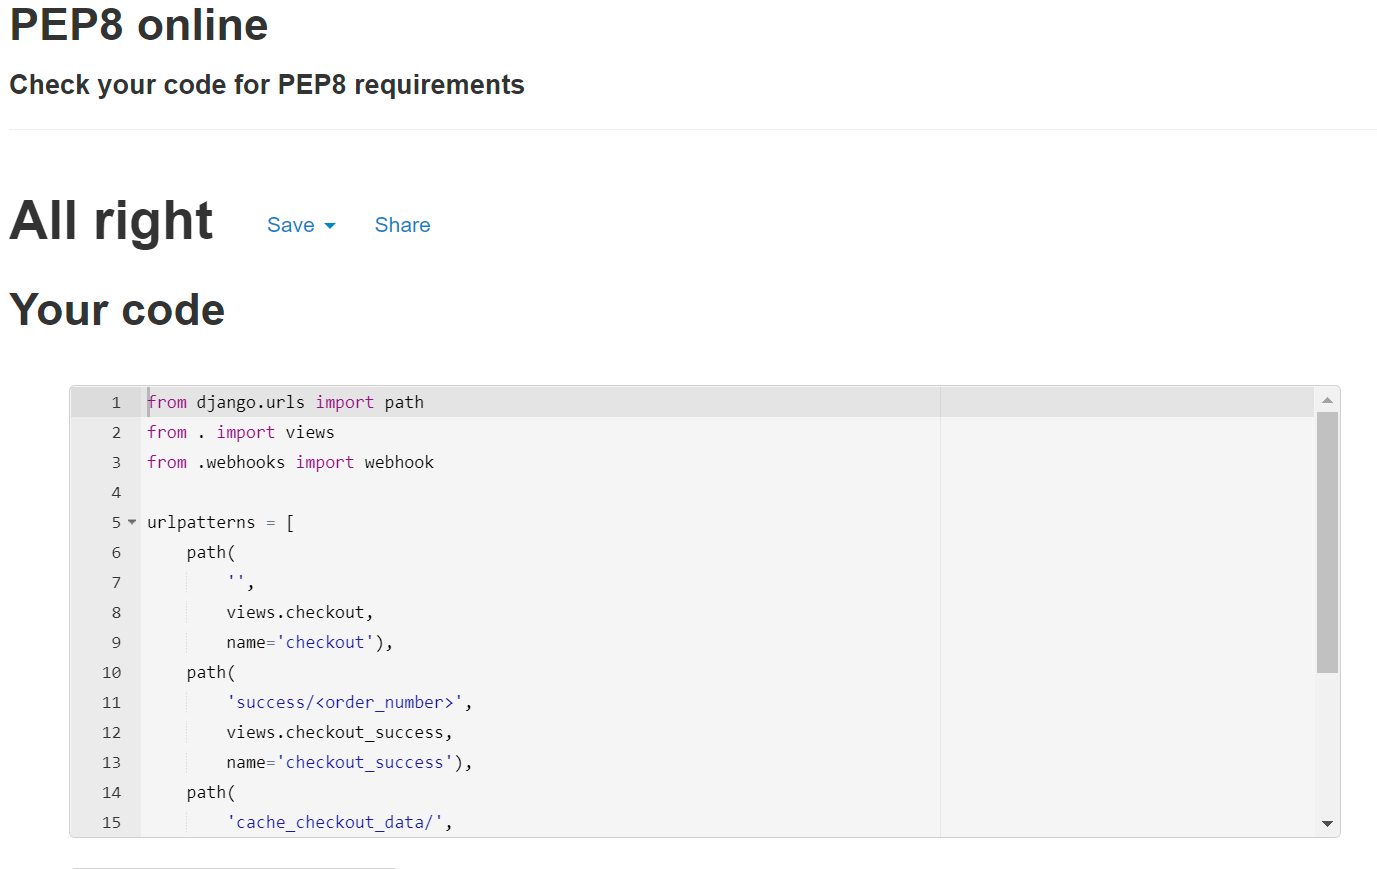 PEP8 online
Check your code for PEP8 requirements
All right Save Share
Your code
1 from django.urls import path
2 from . import views
3 from .webhooks import webhook
4
5 urlpatterns = [
6     path(
7         '',
8         views.checkout,
9         name='checkout'),
10     path(
11         'success/<order_number>',
12         views.checkout_success,
13         name='checkout_success'),
14     path(
15         'cache_checkout_data/',